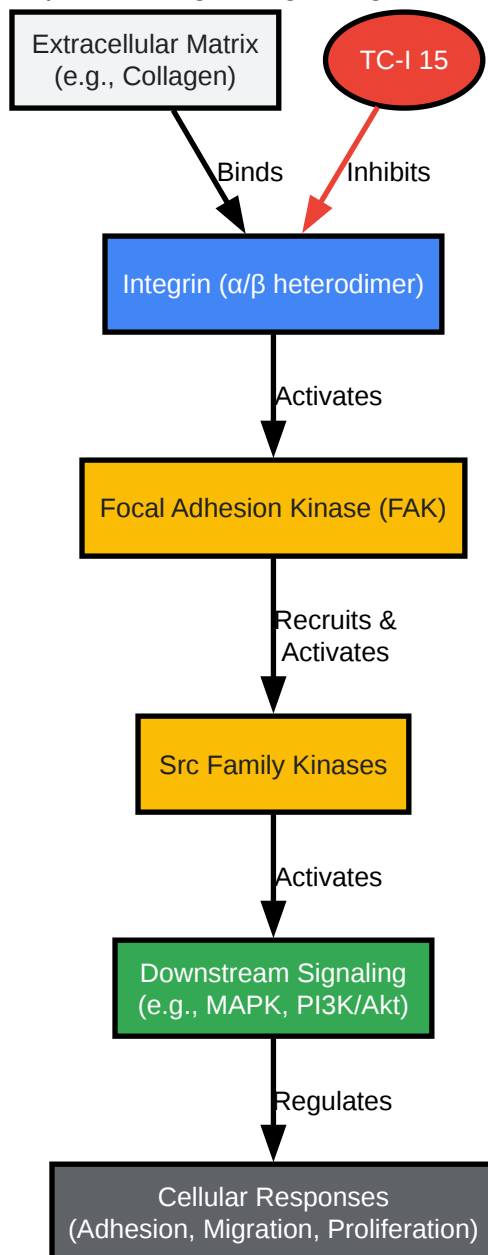 Extracellular Matrix
(e.g., Collagen)
TC-I 15
Binds
Inhibits
Integrin (α/β heterodimer)
Activates
Focal Adhesion Kinase (FAK)
Recruits &
Activates
Src Family Kinases
Activates
Downstream Signaling
(e.g., MAPK, PI3K/Akt)
Regulates
Cellular Responses
(Adhesion, Migration, Proliferation)